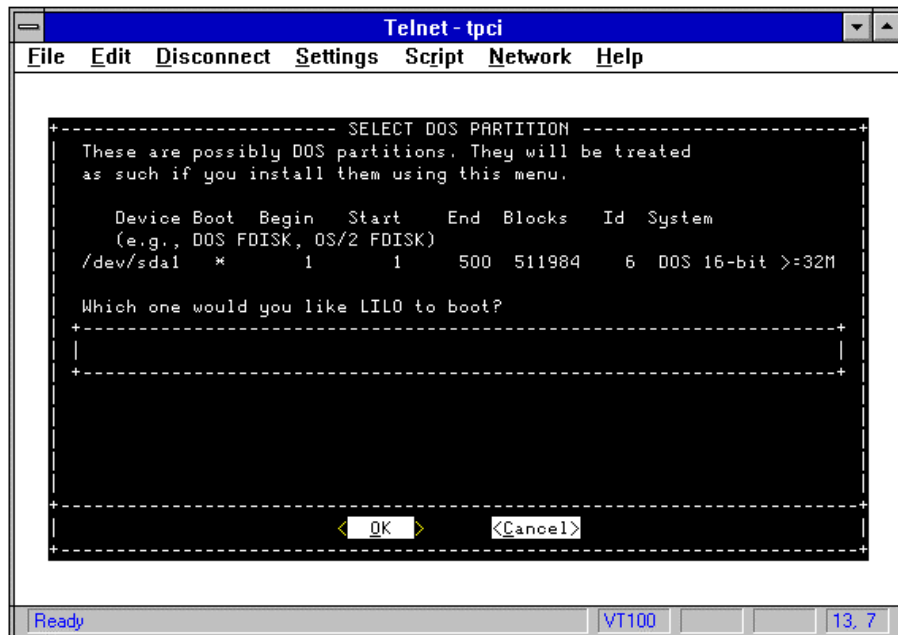 Telnet - tpci
File Edit Disconnect Settings Script Network Help
SELECT DOS PARTITION
These are possibly DOS partitions. They will be treated
as such if you install them using this menu.
Device Boot Begin Start End Blocks Id System
(e.g., DOS FDISK, OS/2 FDISK)
/dev/sda1 * 1 1 500 511984 6 DOS 16-bit >=32M
Which one would you like LILO to boot?
< OK > <Cancel>
Ready VT100 13, 7